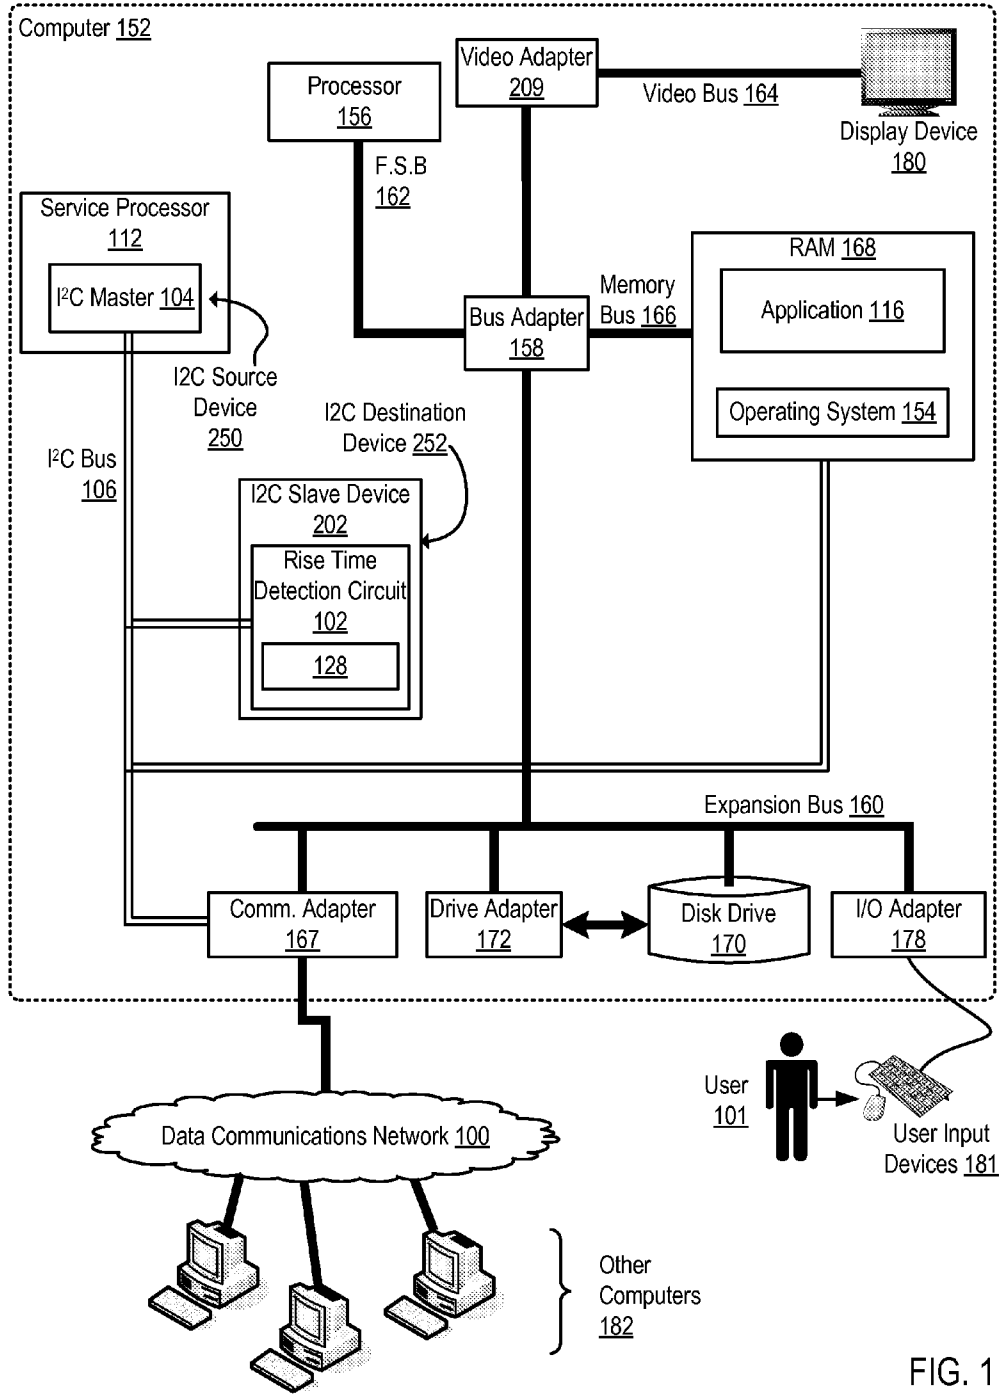 Computer 152
Processor
156
Video Adapter
209
Video Bus 164
Display Device
180
F.S.B
162
Service Processor
112
I²C Master 104
I2C Source
Device
250
Bus Adapter
158
Memory
Bus 166
RAM 168
Application 116
Operating System 154
I²C Bus
106
I2C Destination
Device 252
I2C Slave Device
202
Rise Time
Detection Circuit
102
128
Expansion Bus 160
Comm. Adapter
167
Drive Adapter
172
Disk Drive
170
I/O Adapter
178
User
101
User Input
Devices 181
Data Communications Network 100
Other
Computers
182
FIG. 1